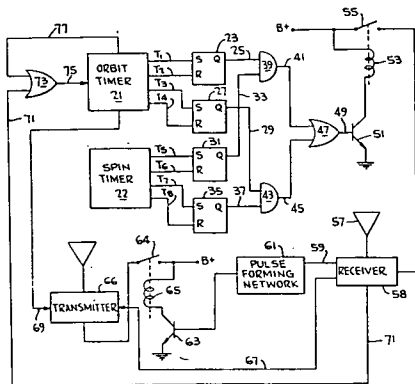 77
55
B+
ORBIT TIMER 21
T1
T2
T3
T4
S Q
R
23
25
39
41
53
73
75
71
33
S Q
R
27
29
47
49
51
SPIN TIMER 22
T5
T6
T7
T8
S Q
R
31
S Q
R
35
37
43
45
57
64
B+
65
61
PULSE FORMING NETWORK
59
RECEIVER
58
66
TRANSMITTER
63
69
67
71